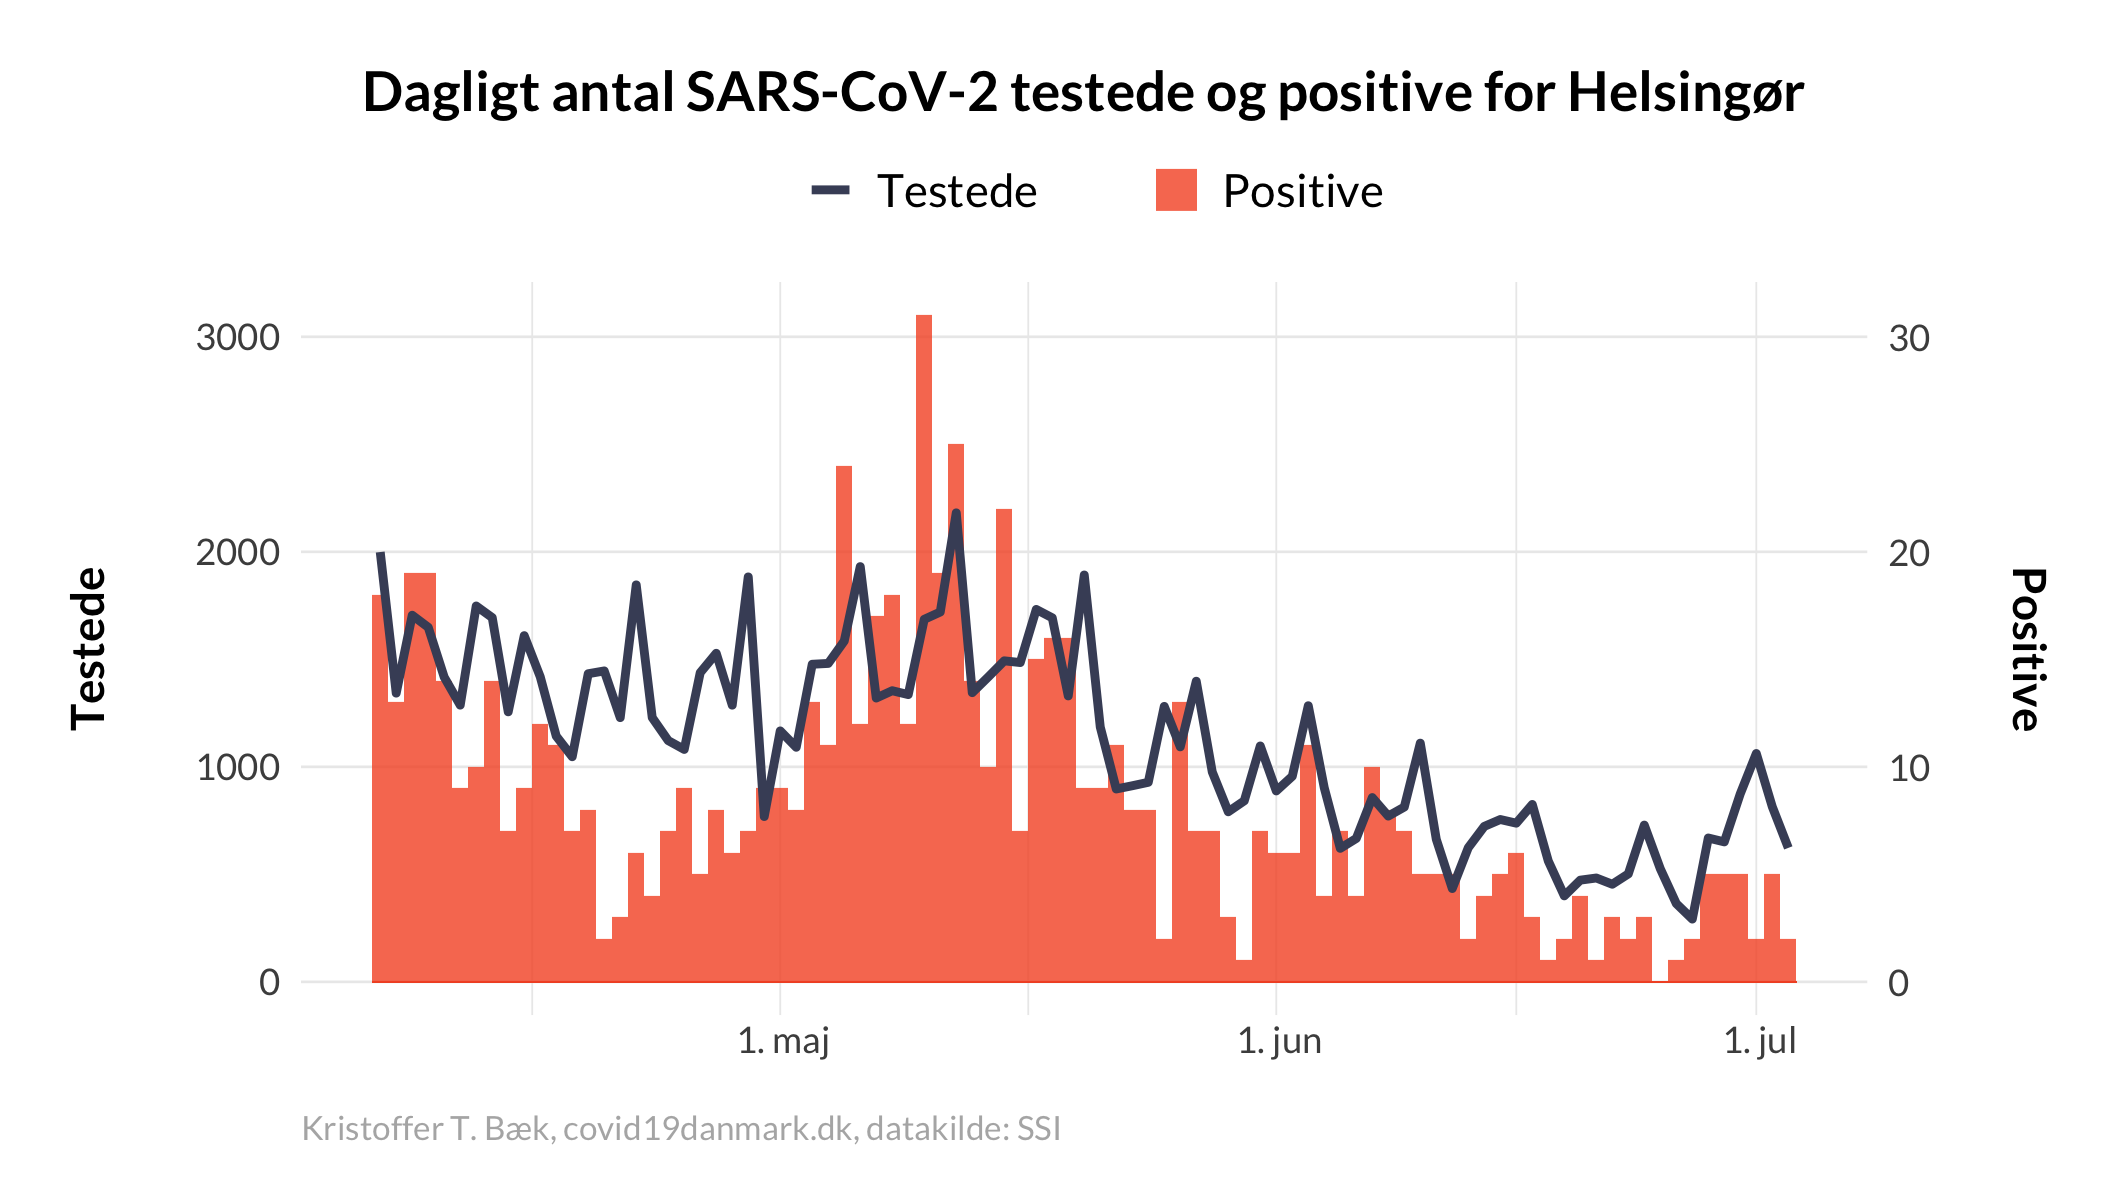 Dagligt antal SARS-CoV-2 testede og positive for Helsingør
Testede
Positive
3000
2000
1000
0
Testede
30
20
10
0
Positive
1. maj
1. jun
1. jul
Kristoffer T. Bæk, covid19danmark.dk, datakilde: SSI